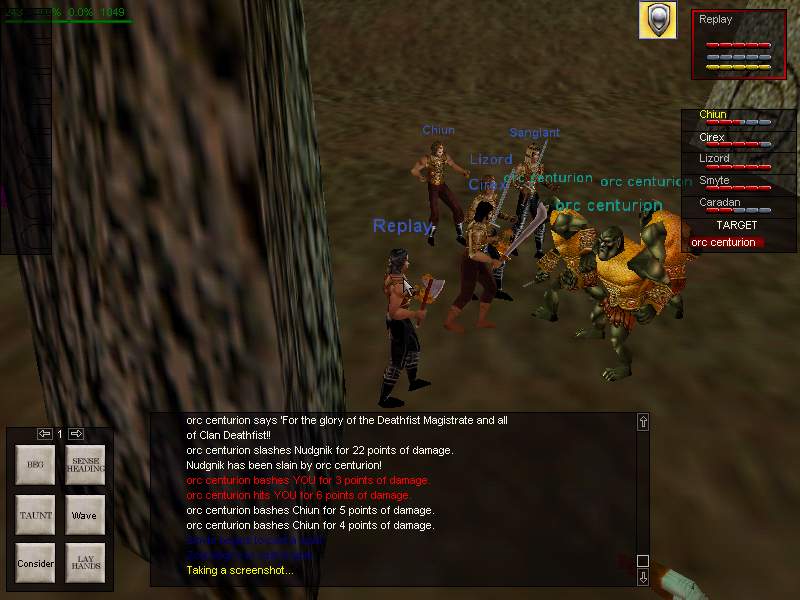 0.0% 1049
Replay
Chiun
Cirex
Lizord
Smyte
Caradan
TARGET
orc centurion
Chiun
Sanglant
Lizord
Cirex
orc centurion
orc centurion
orc centurion
Replay
orc centurion says 'For the glory of the Deathfist Magistrate and all
of Clan Deathfist!!
orc centurion slashes Nudgnik for 22 points of damage.
Nudgnik has been slain by orc centurion!
orc centurion bashes YOU for 3 points of damage.
orc centurion hits YOU for 6 points of damage.
orc centurion bashes Chiun for 5 points of damage.
orc centurion bashes Chiun for 4 points of damage.
Taking a screenshot...
1
BEG
SENSE
HEADING
TAUNT
Wave
Consider
LAY
HANDS